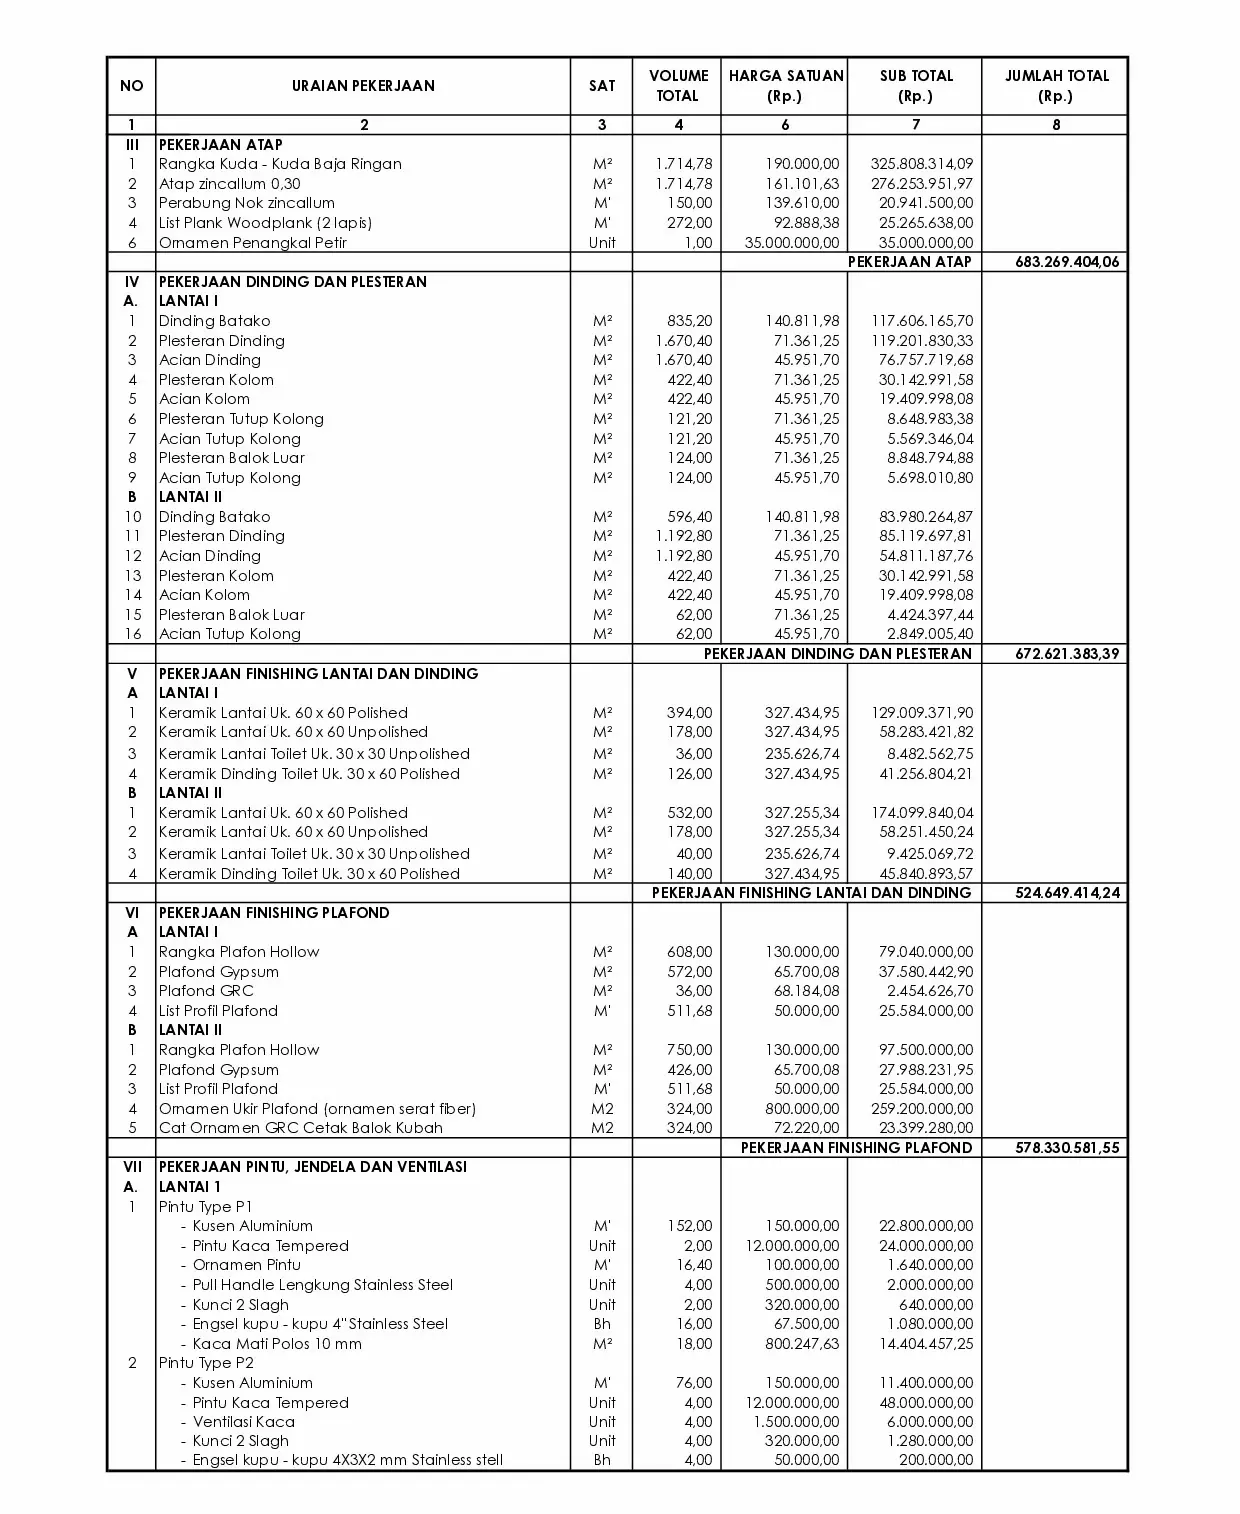 NO URAIAN PEKERJAAN SAT VOLUME TOTAL HARGA SATUAN (Rp.) SUB TOTAL (Rp.) JUMLAH TOTAL (Rp.)
1 2 3 4 6 7 8
III PEKERJAAN ATAP
1 Rangka Kuda - Kuda Baja Ringan M² 1.714,78 190.000,00 325.808.314,09
2 Atap zincallum 0,30 M² 1.714,78 161.101,63 276.253.951,97
3 Perabung Nok zincallum M' 150,00 139.610,00 20.941.500,00
4 List Plank Woodplank (2 lapis) M' 272,00 92.888,38 25.265.638,00
6 Ornamen Penangkal Petir Unit 1,00 35.000.000,00 35.000.000,00
PEKERJAAN ATAP 683.269.404,06
IV PEKERJAAN DINDING DAN PLESTERAN
A. LANTAI I
1 Dinding Batako M² 835,20 140.811,98 117.606.165,70
2 Plesteran Dinding M² 1.670,40 71.361,25 119.201.830,33
3 Acian Dinding M² 1.670,40 45.951,70 76.757.719,68
4 Plesteran Kolom M² 422,40 71.361,25 30.142.991,58
5 Acian Kolom M² 422,40 45.951,70 19.409.998,08
6 Plesteran Tutup Kolong M² 121,20 71.361,25 8.648.983,38
7 Acian Tutup Kolong M² 121,20 45.951,70 5.569.346,04
8 Plesteran Balok Luar M² 124,00 71.361,25 8.848.794,88
9 Acian Tutup Kolong M² 124,00 45.951,70 5.698.010,80
B LANTAI II
10 Dinding Batako M² 596,40 140.811,98 83.980.264,87
11 Plesteran Dinding M² 1.192,80 71.361,25 85.119.697,81
12 Acian Dinding M² 1.192,80 45.951,70 54.811.187,76
13 Plesteran Kolom M² 422,40 71.361,25 30.142.991,58
14 Acian Kolom M² 422,40 45.951,70 19.409.998,08
15 Plesteran Balok Luar M² 62,00 71.361,25 4.424.397,44
16 Acian Tutup Kolong M² 62,00 45.951,70 2.849.005,40
PEKERJAAN DINDING DAN PLESTERAN 672.621.383,39
V PEKERJAAN FINISHING LANTAI DAN DINDING
A LANTAI I
1 Keramik Lantai Uk. 60 x 60 Polished M² 394,00 327.434,95 129.009.371,90
2 Keramik Lantai Uk. 60 x 60 Unpolished M² 178,00 327.434,95 58.283.421,82
3 Keramik Lantai Toilet Uk. 30 x 30 Unpolished M² 36,00 235.626,74 8.482.562,75
4 Keramik Dinding Toilet Uk. 30 x 60 Polished M² 126,00 327.434,95 41.256.804,21
B LANTAI II
1 Keramik Lantai Uk. 60 x 60 Polished M² 532,00 327.255,34 174.099.840,04
2 Keramik Lantai Uk. 60 x 60 Unpolished M² 178,00 327.255,34 58.251.450,24
3 Keramik Lantai Toilet Uk. 30 x 30 Unpolished M² 40,00 235.626,74 9.425.069,72
4 Keramik Dinding Toilet Uk. 30 x 60 Polished M² 140,00 327.434,95 45.840.893,57
PEKERJAAN FINISHING LANTAI DAN DINDING 524.649.414,24
VI PEKERJAAN FINISHING PLAFOND
A LANTAI I
1 Rangka Plafon Hollow M² 608,00 130.000,00 79.040.000,00
2 Plafond Gypsum M² 572,00 65.700,08 37.580.442,90
3 Plafond GRC M² 36,00 68.184,08 2.454.626,70
4 List Profil Plafond M' 511,68 50.000,00 25.584.000,00
B LANTAI II
1 Rangka Plafon Hollow M² 750,00 130.000,00 97.500.000,00
2 Plafond Gypsum M² 426,00 65.700,08 27.988.231,95
3 List Profil Plafond M' 511,68 50.000,00 25.584.000,00
4 Ornamen Ukir Plafond (ornamen serat fiber) M2 324,00 800.000,00 259.200.000,00
5 Cat Ornamen GRC Cetak Balok Kubah M2 324,00 72.220,00 23.399.280,00
PEKERJAAN FINISHING PLAFOND 578.330.581,55
VII PEKERJAAN PINTU, JENDELA DAN VENTILASI
A. LANTAI 1
1 Pintu Type P1
- Kusen Aluminium M' 152,00 150.000,00 22.800.000,00
- Pintu Kaca Tempered Unit 2,00 12.000.000,00 24.000.000,00
- Ornamen Pintu M' 16,40 100.000,00 1.640.000,00
- Pull Handle Lengkung Stainless Steel Unit 4,00 500.000,00 2.000.000,00
- Kunci 2 Slagh Unit 2,00 320.000,00 640.000,00
- Engsel kupu - kupu 4" Stainless Steel Bh 16,00 67.500,00 1.080.000,00
- Kaca Mati Polos 10 mm M² 18,00 800.247,63 14.404.457,25
2 Pintu Type P2
- Kusen Aluminium M' 76,00 150.000,00 11.400.000,00
- Pintu Kaca Tempered Unit 4,00 12.000.000,00 48.000.000,00
- Ventilasi Kaca Unit 4,00 1.500.000,00 6.000.000,00
- Kunci 2 Slagh Unit 4,00 320.000,00 1.280.000,00
- Engsel kupu - kupu 4X3X2 mm Stainless stell Bh 4,00 50.000,00 200.000,00